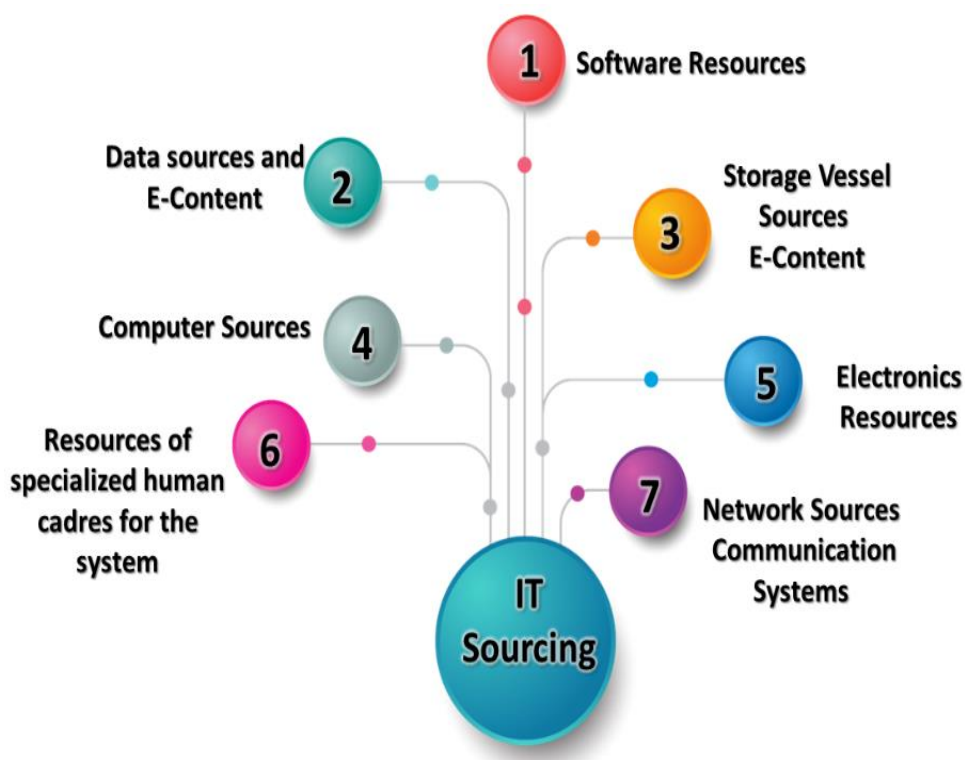 1
Software Resources
2
Data sources and
E-Content
3
Storage Vessel
Sources
E-Content
4
Computer Sources
5
Electronics
Resources
6
Resources of
specialized human
cadres for the
system
7
Network Sources
Communication
Systems
IT
Sourcing